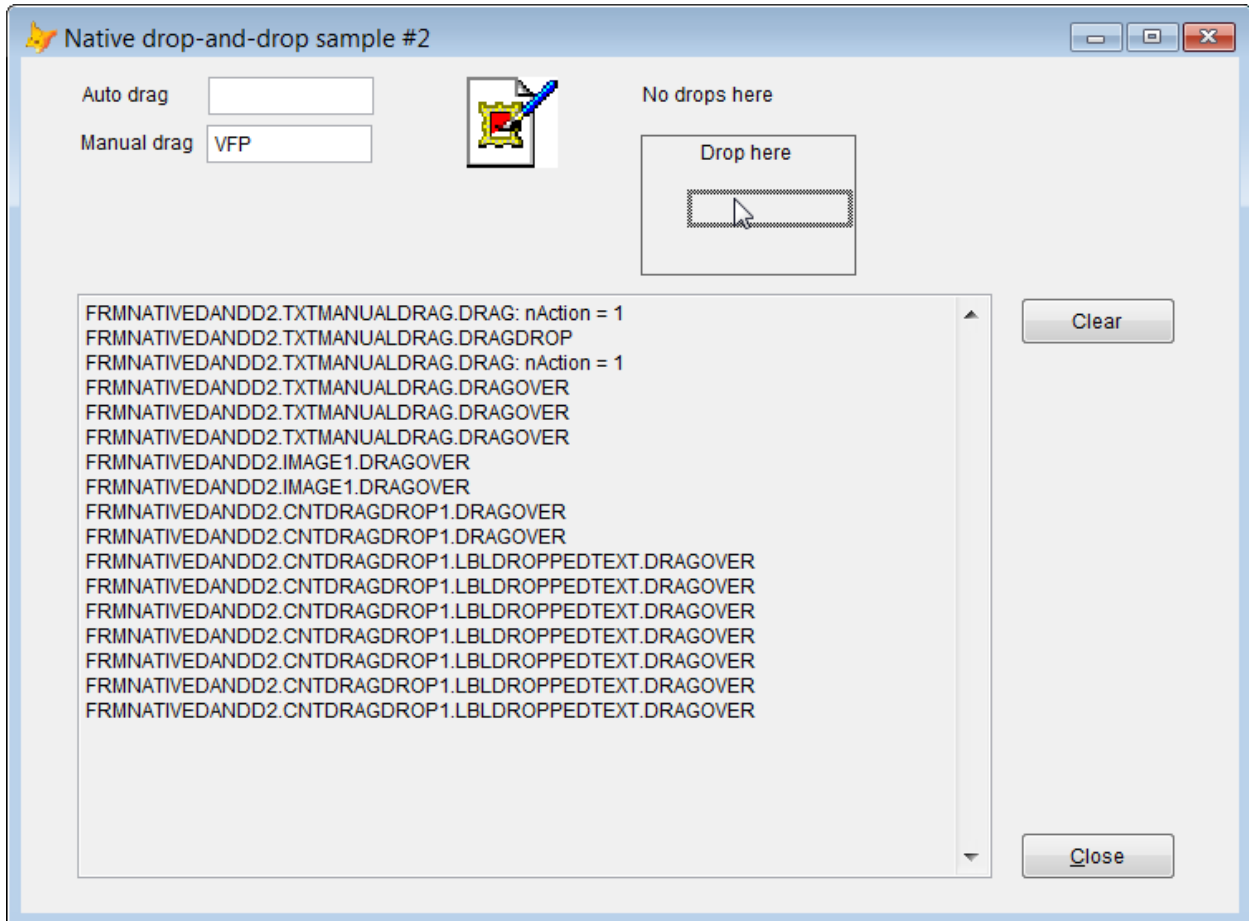 Native drop-and-drop sample #2
Auto drag
No drops here
Manual drag VFP
Drop here
FRMNATIVEDANDD2.TXTMANUALDRAG.DRAG: nAction = 1
FRMNATIVEDANDD2.TXTMANUALDRAG.DRAGDROP
FRMNATIVEDANDD2.TXTMANUALDRAG.DRAG: nAction = 1
FRMNATIVEDANDD2.TXTMANUALDRAG.DRAGOVER
FRMNATIVEDANDD2.TXTMANUALDRAG.DRAGOVER
FRMNATIVEDANDD2.TXTMANUALDRAG.DRAGOVER
FRMNATIVEDANDD2.IMAGE1.DRAGOVER
FRMNATIVEDANDD2.IMAGE1.DRAGOVER
FRMNATIVEDANDD2.CNTDRAGDROP1.DRAGOVER
FRMNATIVEDANDD2.CNTDRAGDROP1.DRAGOVER
FRMNATIVEDANDD2.CNTDRAGDROP1.LBLDROPPEDTEXT.DRAGOVER
FRMNATIVEDANDD2.CNTDRAGDROP1.LBLDROPPEDTEXT.DRAGOVER
FRMNATIVEDANDD2.CNTDRAGDROP1.LBLDROPPEDTEXT.DRAGOVER
FRMNATIVEDANDD2.CNTDRAGDROP1.LBLDROPPEDTEXT.DRAGOVER
FRMNATIVEDANDD2.CNTDRAGDROP1.LBLDROPPEDTEXT.DRAGOVER
FRMNATIVEDANDD2.CNTDRAGDROP1.LBLDROPPEDTEXT.DRAGOVER
FRMNATIVEDANDD2.CNTDRAGDROP1.LBLDROPPEDTEXT.DRAGOVER
Clear
Close